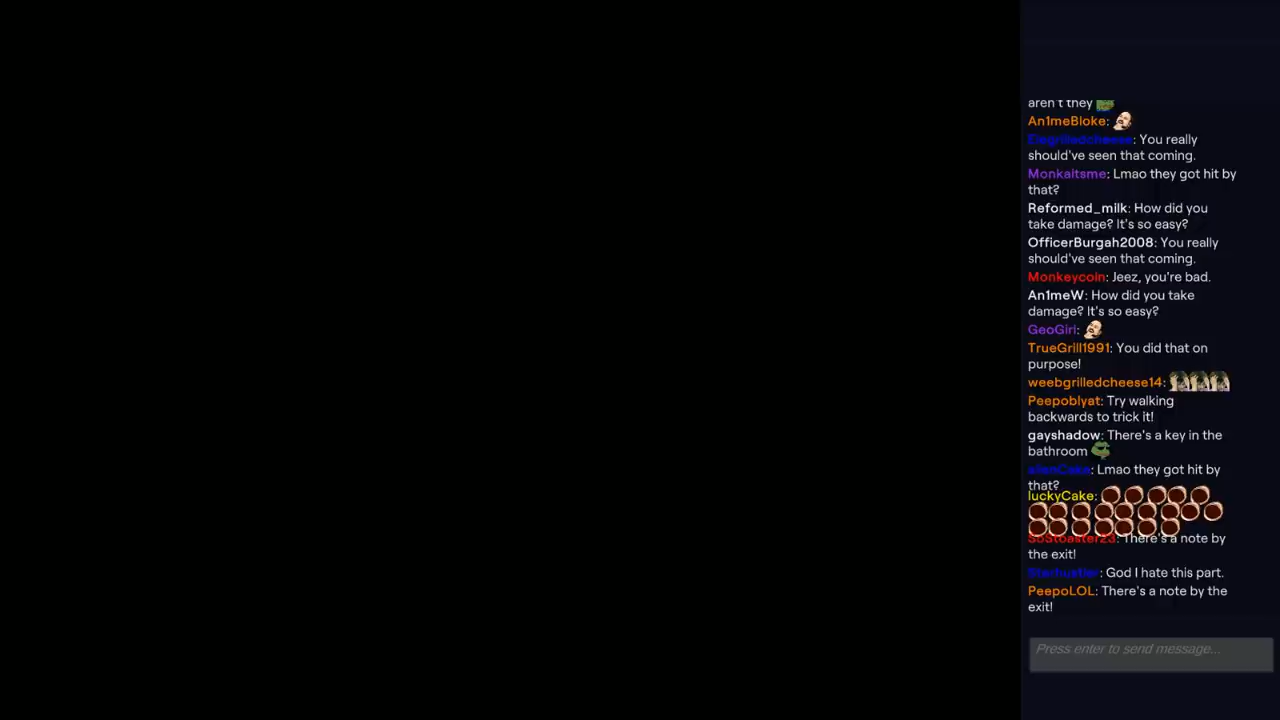 aren't they
An1meBloke:
Elegrilledcheese: You really
should've seen that coming.
Monkaitsme: Lmao they got hit by
that?
Reformed_milk: How did you
take damage? It's so easy?
OfficerBurgah2008: You really
should've seen that coming.
Monkeycoin: Jeez, you're bad.
An1meW: How did you take
damage? It's so easy?
GeoGirl:
TrueGrill1991: You did that on
purpose!
weebgrilledcheese14:
Peepoblyat: Try walking
backwards to trick it!
gayshadow: There's a key in the
bathroom
alienCake: Lmao they got hit by
that?
luckyCake:
There's a note by
the exit!
Starhustler: God I hate this part.
PeepoLOL: There's a note by the
exit!
Press enter to send message...